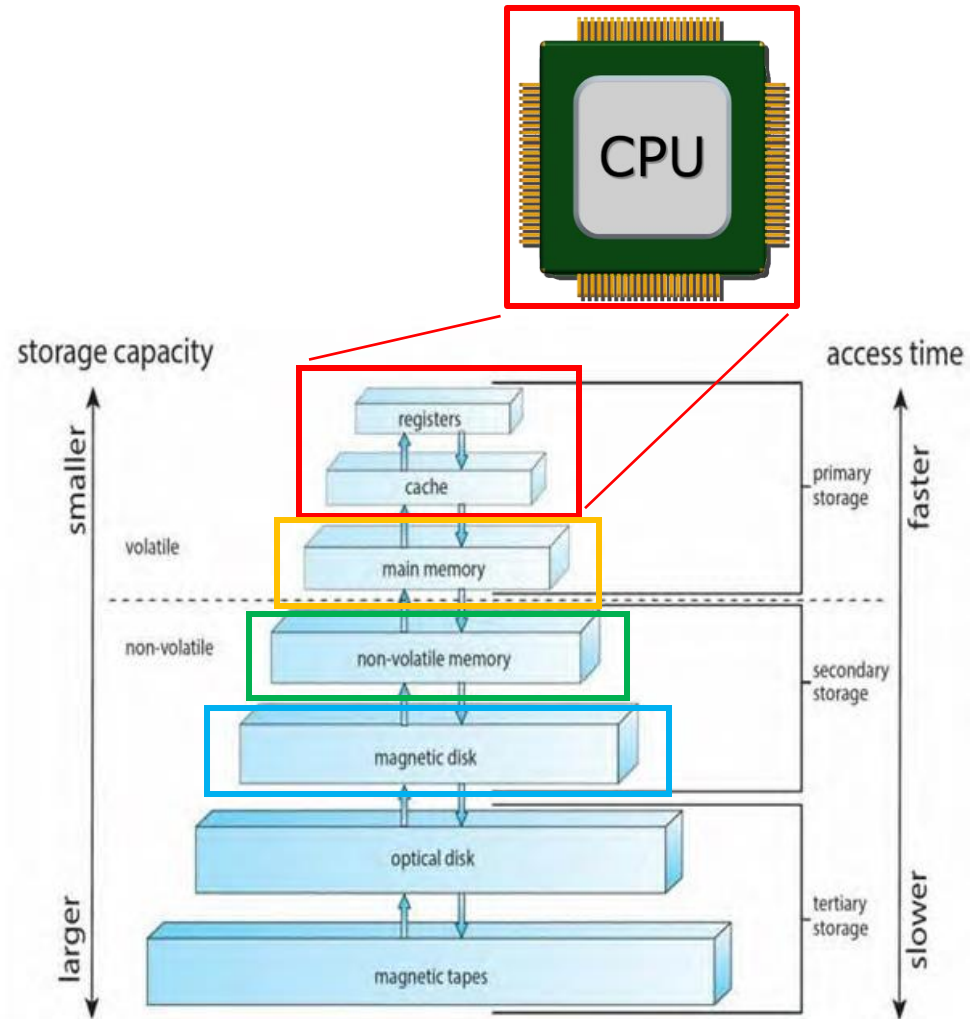 CPU
storage capacity
access time
smaller
registers
cache
primary
storage
faster
volatile
main memory
non-volatile
non-volatile memory
secondary
storage
magnetic disk
optical disk
larger
tertiary
storage
slower
magnetic tapes